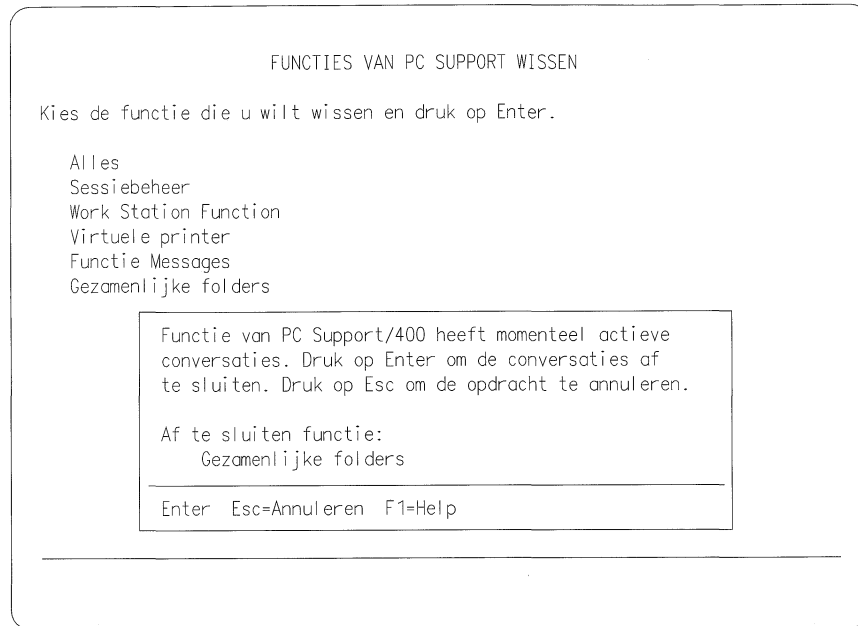 FUNCTIES VAN PC SUPPORT WISSEN
Kies de functie die u wilt wissen en druk op Enter.
Alles
Sessiebeheer
Work Station Function
Virtuele printer
Functie Messages
Gezamenlijke folders
Functie van PC Support/400 heeft momenteel actieve
conversaties. Druk op Enter om de conversaties af
te sluiten. Druk op Esc om de opdracht te annuleren.
Af te sluiten functie:
Gezamenlijke folders
Enter Esc=Annuleren F1=Help